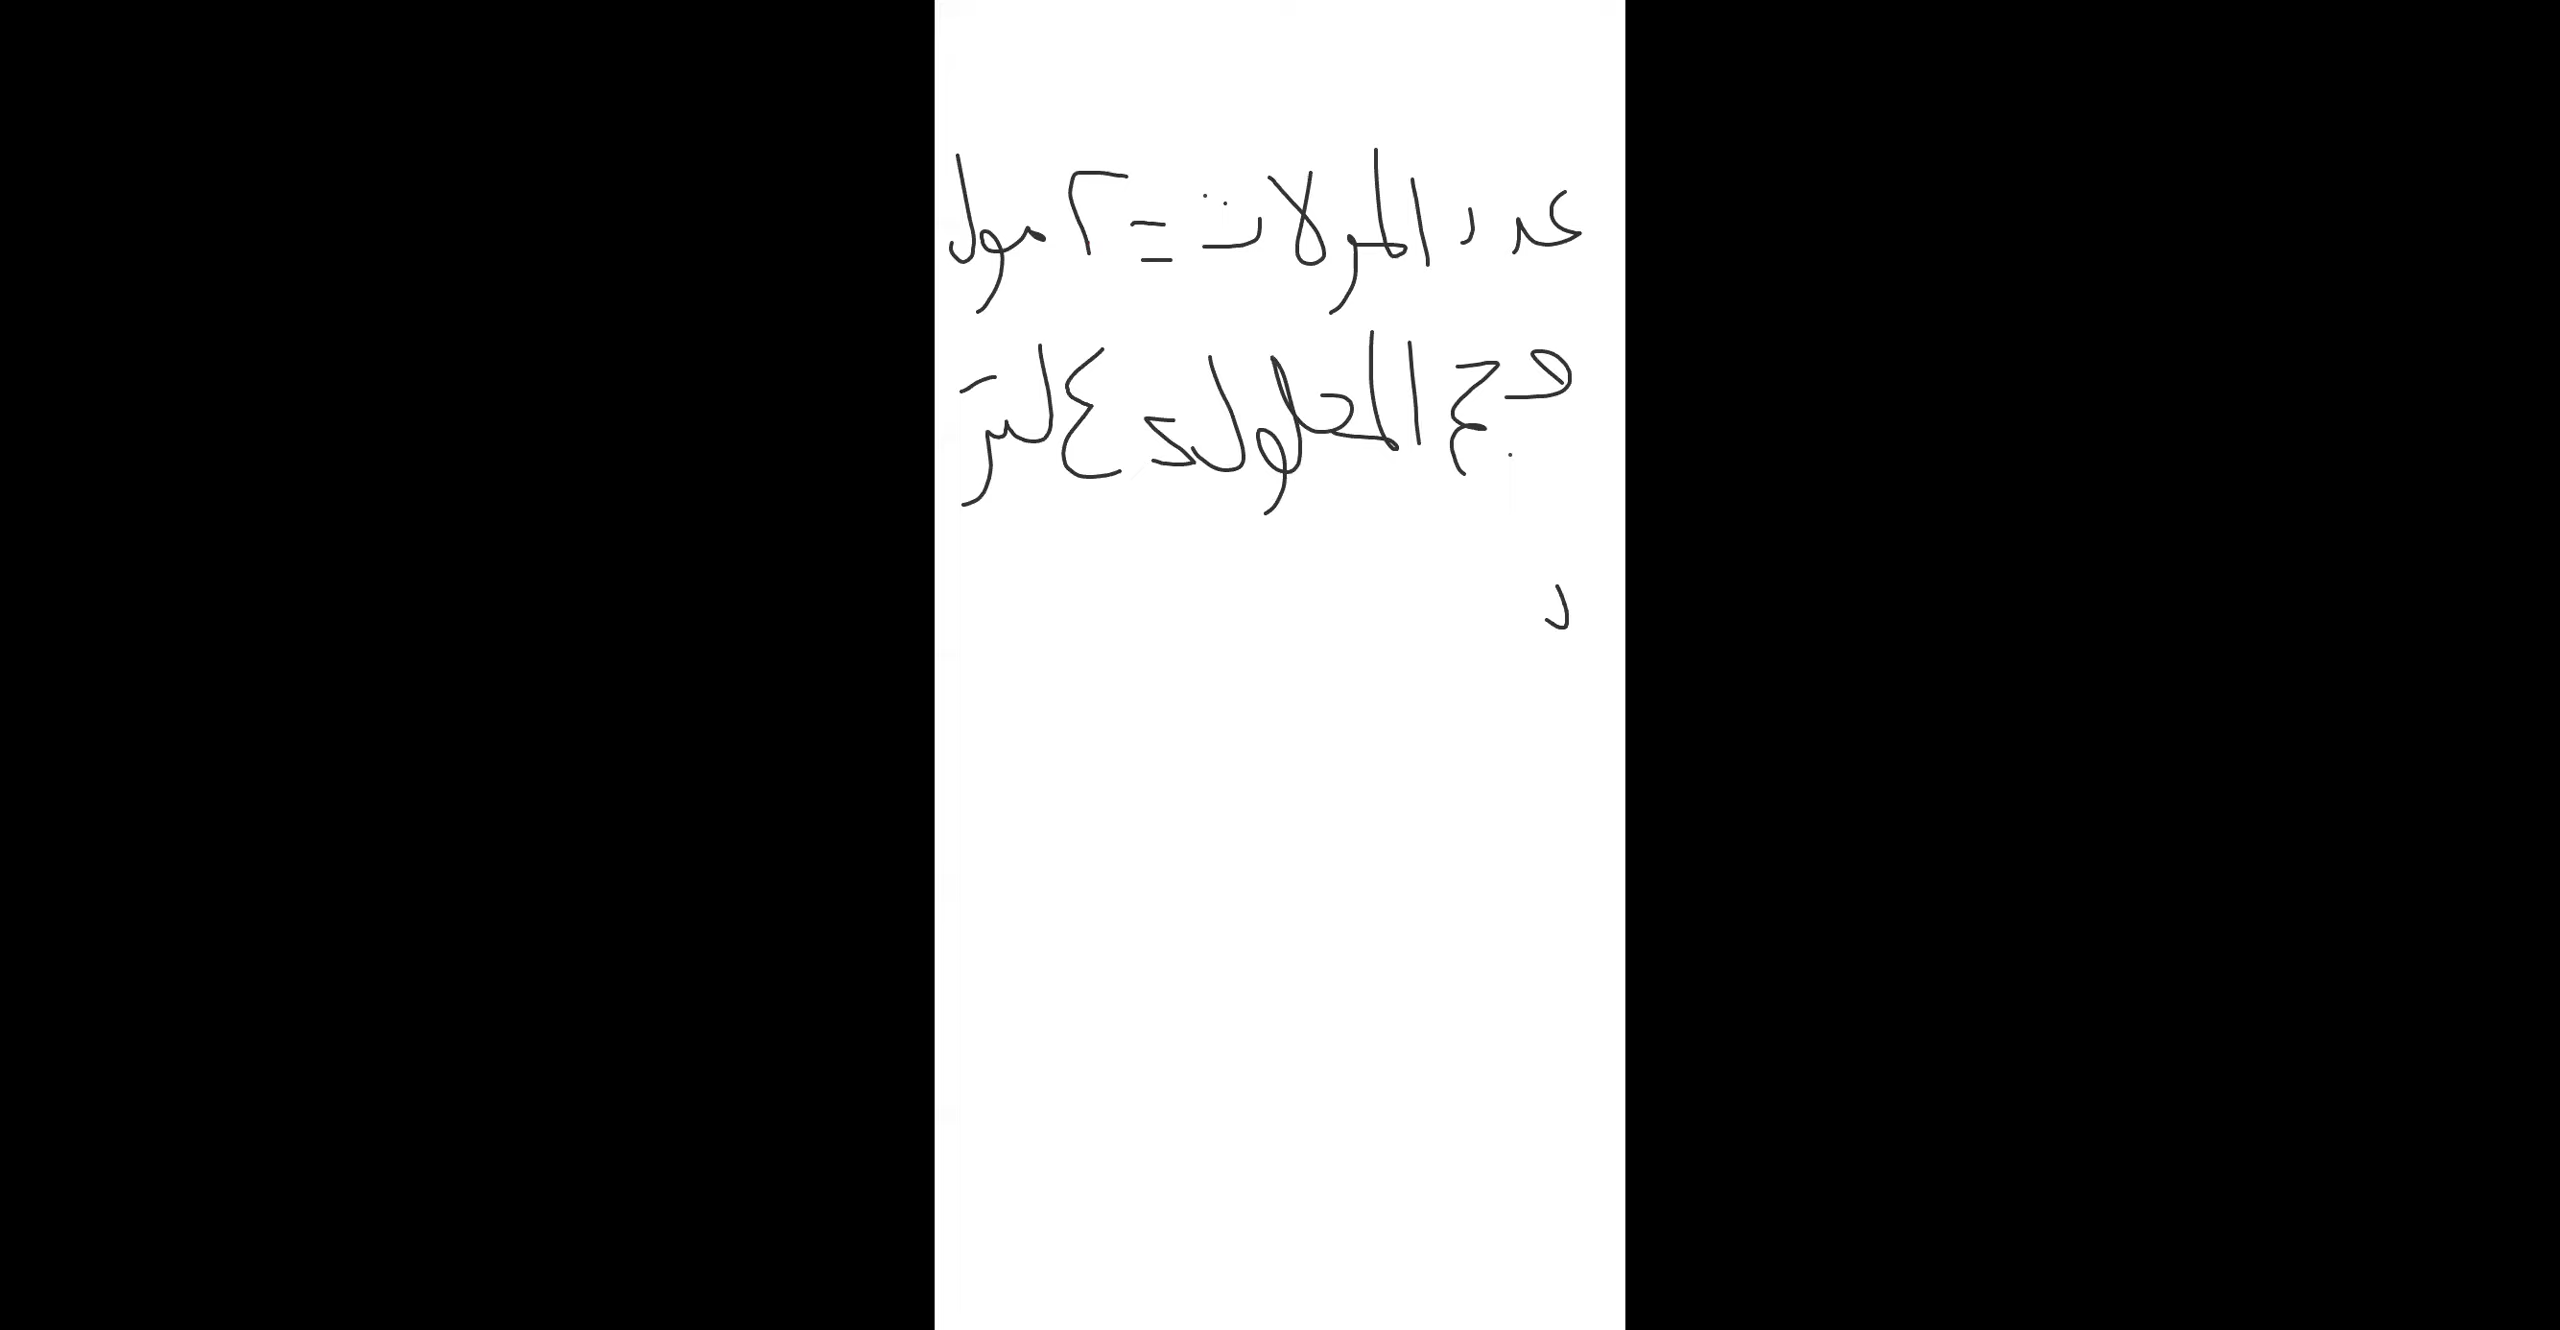 عدد المولات = ٢ مول
حجم المحلول = ٤ لتر
د